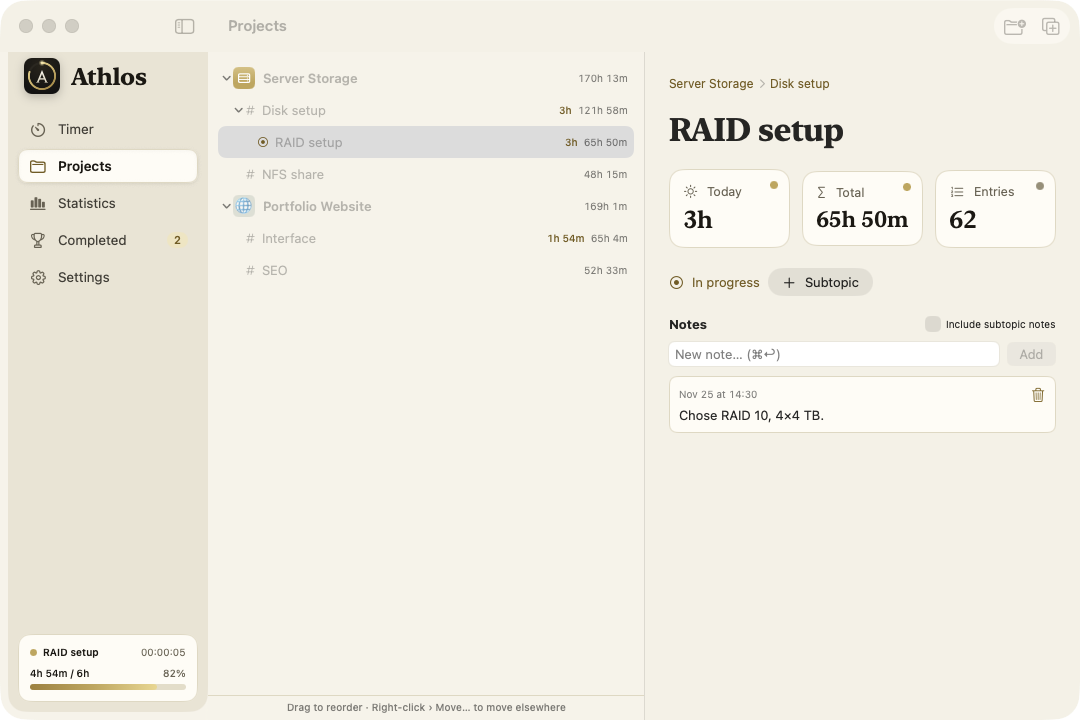 Projects
A
Athlos
Timer
Projects
Statistics
Completed 2
Settings
RAID setup 00:00:05
4h 54m / 6h 82%
Server Storage 170h 13m
# Disk setup 3h 121h 58m
RAID setup 3h 65h 50m
# NFS share 48h 15m
Portfolio Website 169h 1m
# Interface 1h 54m 65h 4m
# SEO 52h 33m
Drag to reorder · Right-click › Move... to move elsewhere
Server Storage > Disk setup
RAID setup
Today
3h
Σ Total
65h 50m
Entries
62
In progress
+ Subtopic
Notes
Include subtopic notes
New note... (⌘↩)
Add
Nov 25 at 14:30
Chose RAID 10, 4×4 TB.